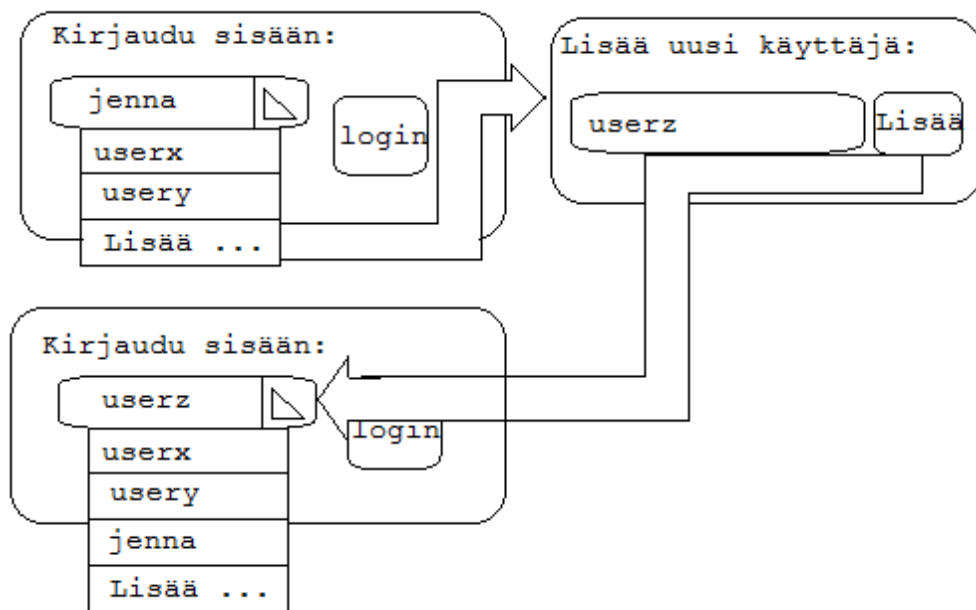 Kirjaudu sisään:
jenna
login
userx
usery
Lisää ...
Lisää uusi käyttäjä:
userz
Lisää
Kirjaudu sisään:
userz
login
userx
usery
jenna
Lisää ...